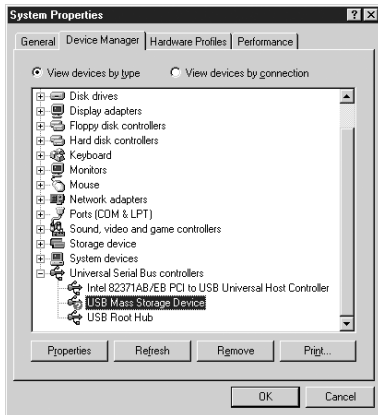 System Properties
General Device Manager Hardware Profiles Performance
View devices by type View devices by connection
Disk drives
Display adapters
Floppy disk controllers
Hard disk controllers
Keyboard
Monitors
Mouse
Network adapters
Ports (COM & LPT)
Sound, video and game controllers
Storage device
System devices
Universal Serial Bus controllers
Intel 82371AB/EB PCI to USB Universal Host Controller
USB Mass Storage Device
USB Root Hub
Properties Refresh Remove Print...
OK Cancel